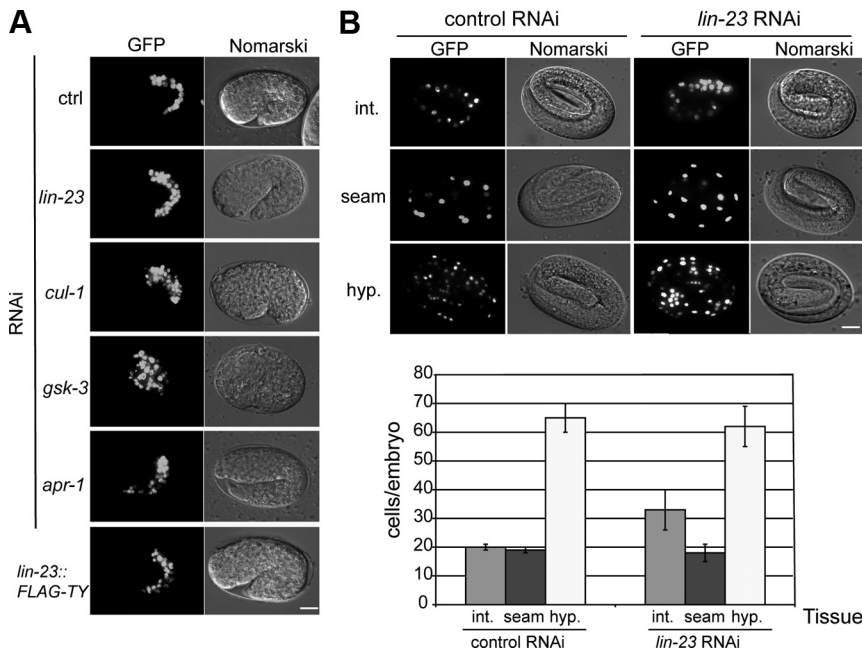 A
GFP Nomarski
RNAi
ctrl
lin-23
cul-1
gsk-3
apr-1
lin-23::
FLAG-TY
B
control RNAi lin-23 RNAi
GFP Nomarski GFP Nomarski
int.
seam
hyp.
cells/embryo
80
70
60
50
40
30
20
10
0
int. seam hyp. int. seam hyp. Tissue
control RNAi lin-23 RNAi